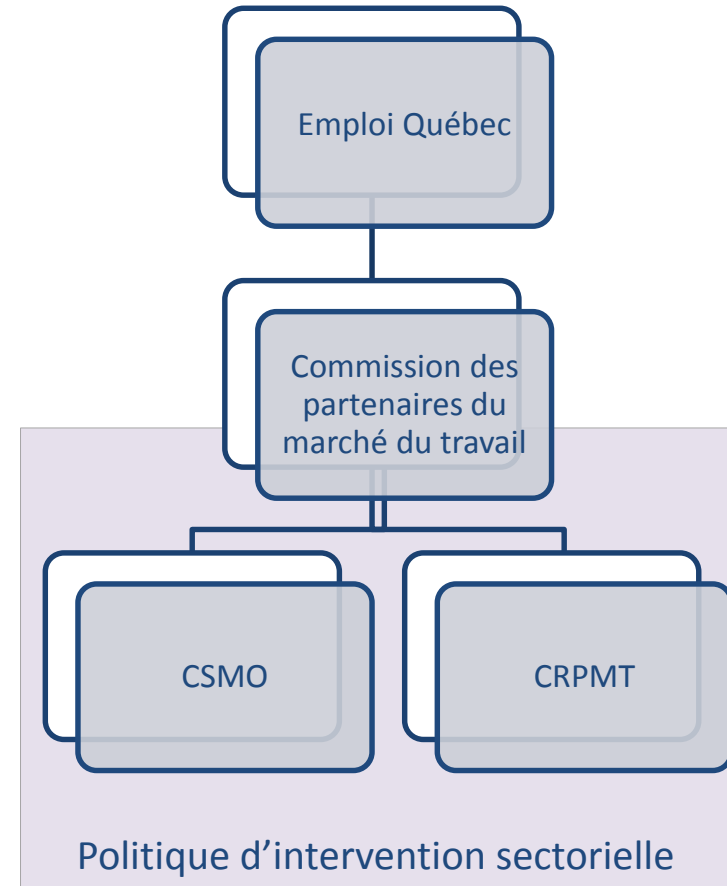 Emploi Québec
Commission des
partenaires du
marché du travail
CSMO
CRPMT
Politique d’intervention sectorielle